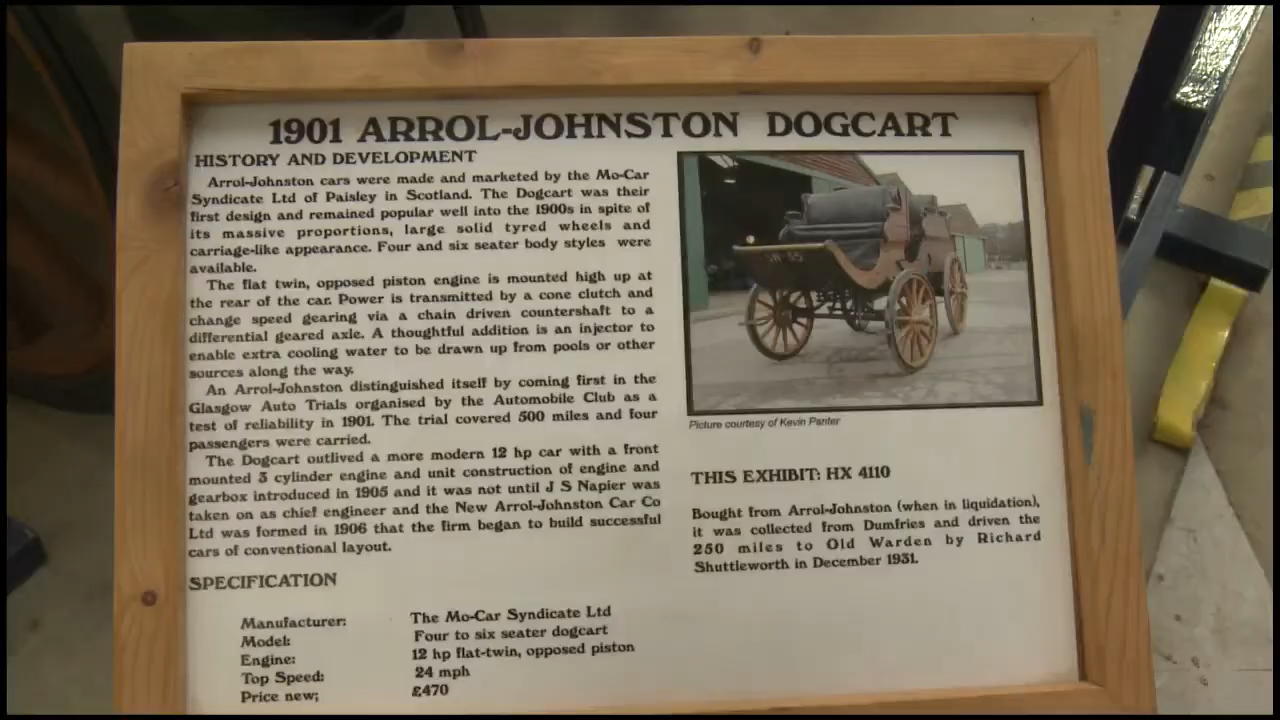 1901 ARROL-JOHNSTON DOGCART
HISTORY AND DEVELOPMENT
Arrol-Johnston cars were made and marketed by the Mo-Car
Syndicate Ltd of Paisley in Scotland. The Dogcart was their
first design and remained popular well into the 1900s in spite of
its massive proportions, large solid tyred wheels and
carriage-like appearance. Four and six seater body styles were
available.
The flat twin, opposed piston engine is mounted high up at
the rear of the car. Power is transmitted by a cone clutch and
change speed gearing via a chain driven countershaft to a
differential geared axle. A thoughtful addition is an injector to
enable extra cooling water to be drawn up from pools or other
sources along the way.
An Arrol-Johnston distinguished itself by coming first in the
Glasgow Auto Trials organised by the Automobile Club as a
test of reliability in 1901. The trial covered 500 miles and four
passengers were carried.
The Dogcart outlived a more modern 12 hp car with a front
mounted 3 cylinder engine and unit construction of engine and
gearbox introduced in 1905 and it was not until J S Napier was
taken on as chief engineer and the New Arrol-Johnston Car Co
Ltd was formed in 1906 that the firm began to build successful
cars of conventional layout.
SPECIFICATION
Manufacturer: The Mo-Car Syndicate Ltd
Model: Four to six seater dogcart
Engine: 12 hp flat-twin, opposed piston
Top Speed: 24 mph
Price new; £470
Picture courtesy of Kevin Panter
THIS EXHIBIT: HX 4110
Bought from Arrol-Johnston (when in liquidation),
it was collected from Dumfries and driven the
250 miles to Old Warden by Richard
Shuttleworth in December 1931.